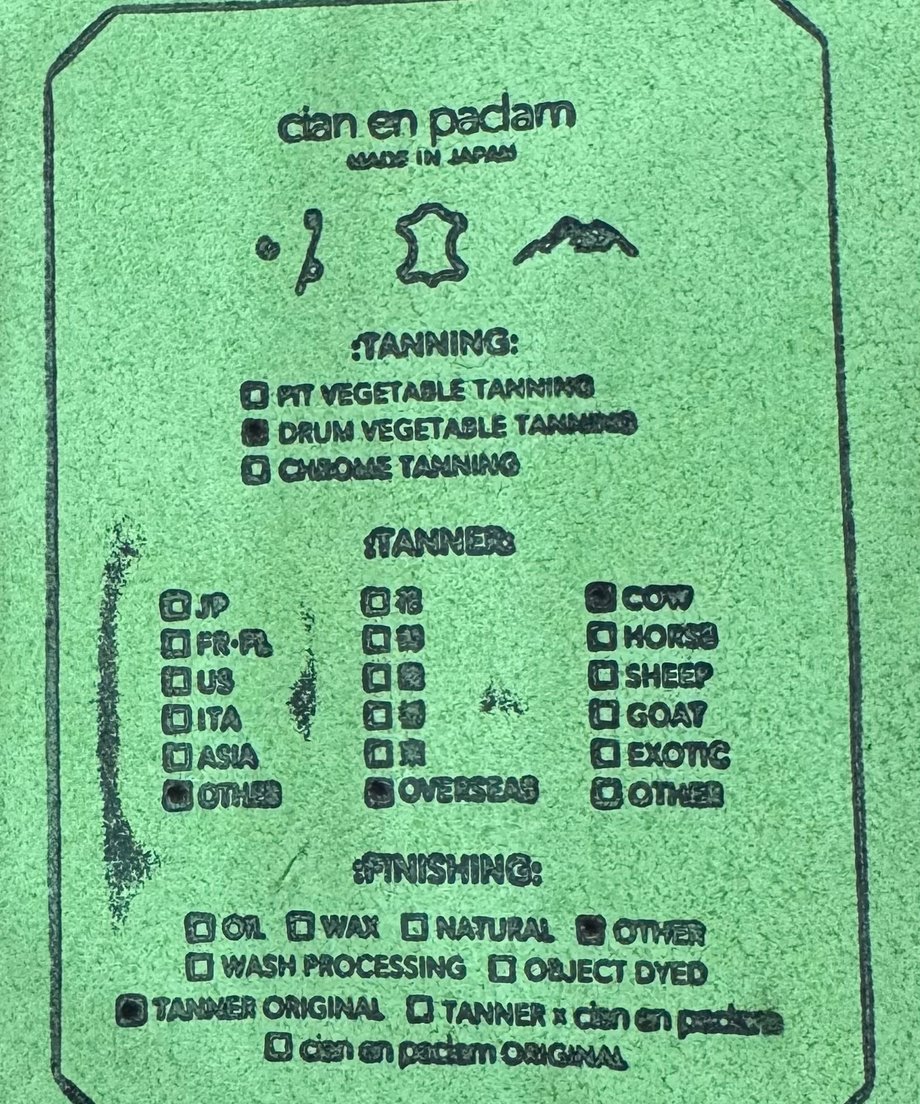 cian en padam
MADE IN JAPAN
:TANNING:
PIT VEGETABLE TANNING
DRUM VEGETABLE TANNING
CHROME TANNING
:TANNER:
JP
FR・FL
US
ITA
ASIA
OTHER
OVERSEAS
COW
HORSE
SHEEP
GOAT
EXOTIC
OTHER
:FINISHING:
OIL WAX NATURAL OTHER
WASH PROCESSING OBJECT DYED
TANNER ORIGINAL TANNER x cian en padam
cian en padam ORIGINAL